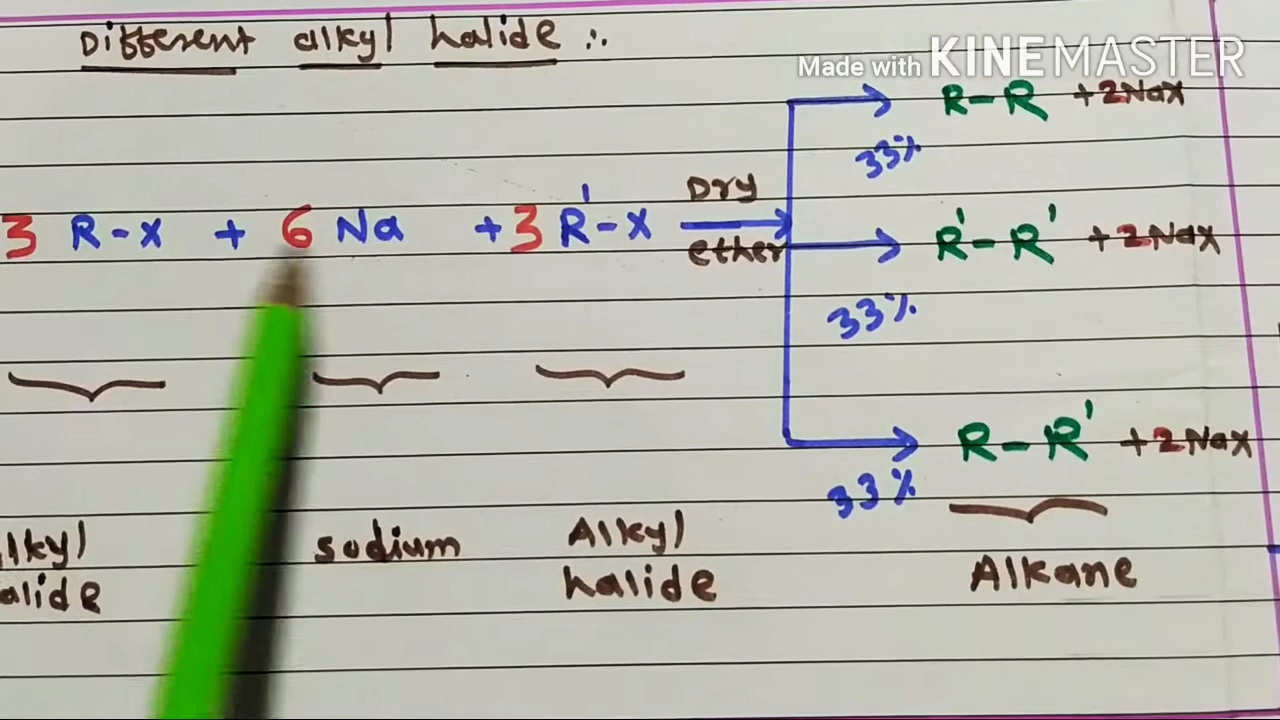 Different alkyl halide :.
Made with KINEMASTER
R-R + 2Nax
33%
3 R-x + 6 Na + 3 R'-x Dry ether
R'-R' + 2Nax
33%
R-R' + 2Nax
33%
lkyl sodium Alkyl
alide halide Alkane